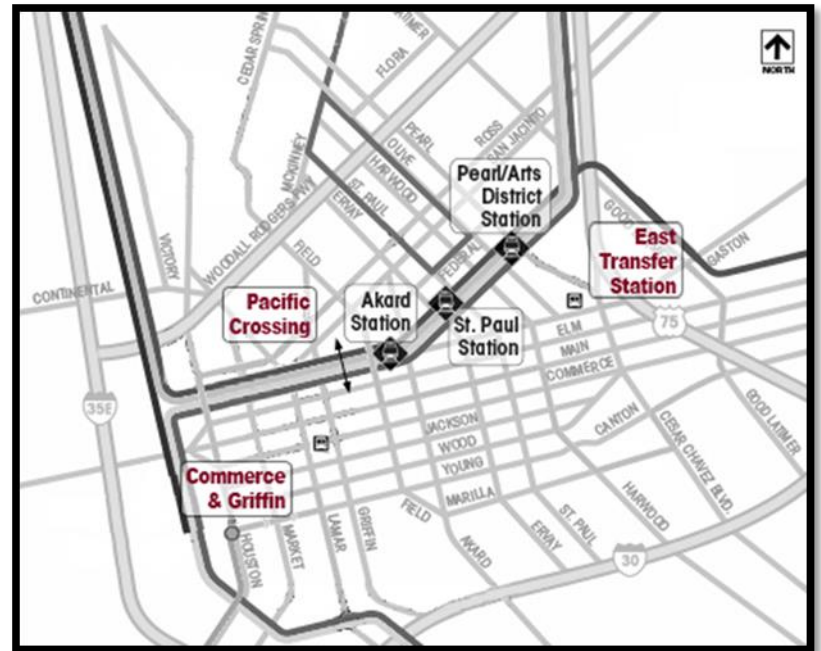 NORTH
CEDAR SPRIN
LATIMER
FLORA
PEARL
ROSS
SAN JACINTO
OLIVE
HARWOOD
MCKINNEY
ST. PAUL
ERVAY
WOODALL RODGERS FWY
Pearl/Arts
District
Station
FEDERAL
East
Transfer
Station
GASTON
VICTORY
FIELD
CONTINENTAL
Pacific
Crossing
Akard
Station
St. Paul
Station
75
ELM
MAIN
COMMERCE
35E
JACKSON
WOOD
YOUNG
MARILLA
CANTON
CESAR CHAVEZ BLVD.
GOOD LATIMER
Commerce
& Griffin
HOUSTON
MARKET
LAMAR
GRIFFIN
FIELD
AKARD
ERVAY
ST. PAUL
HARWOOD
30